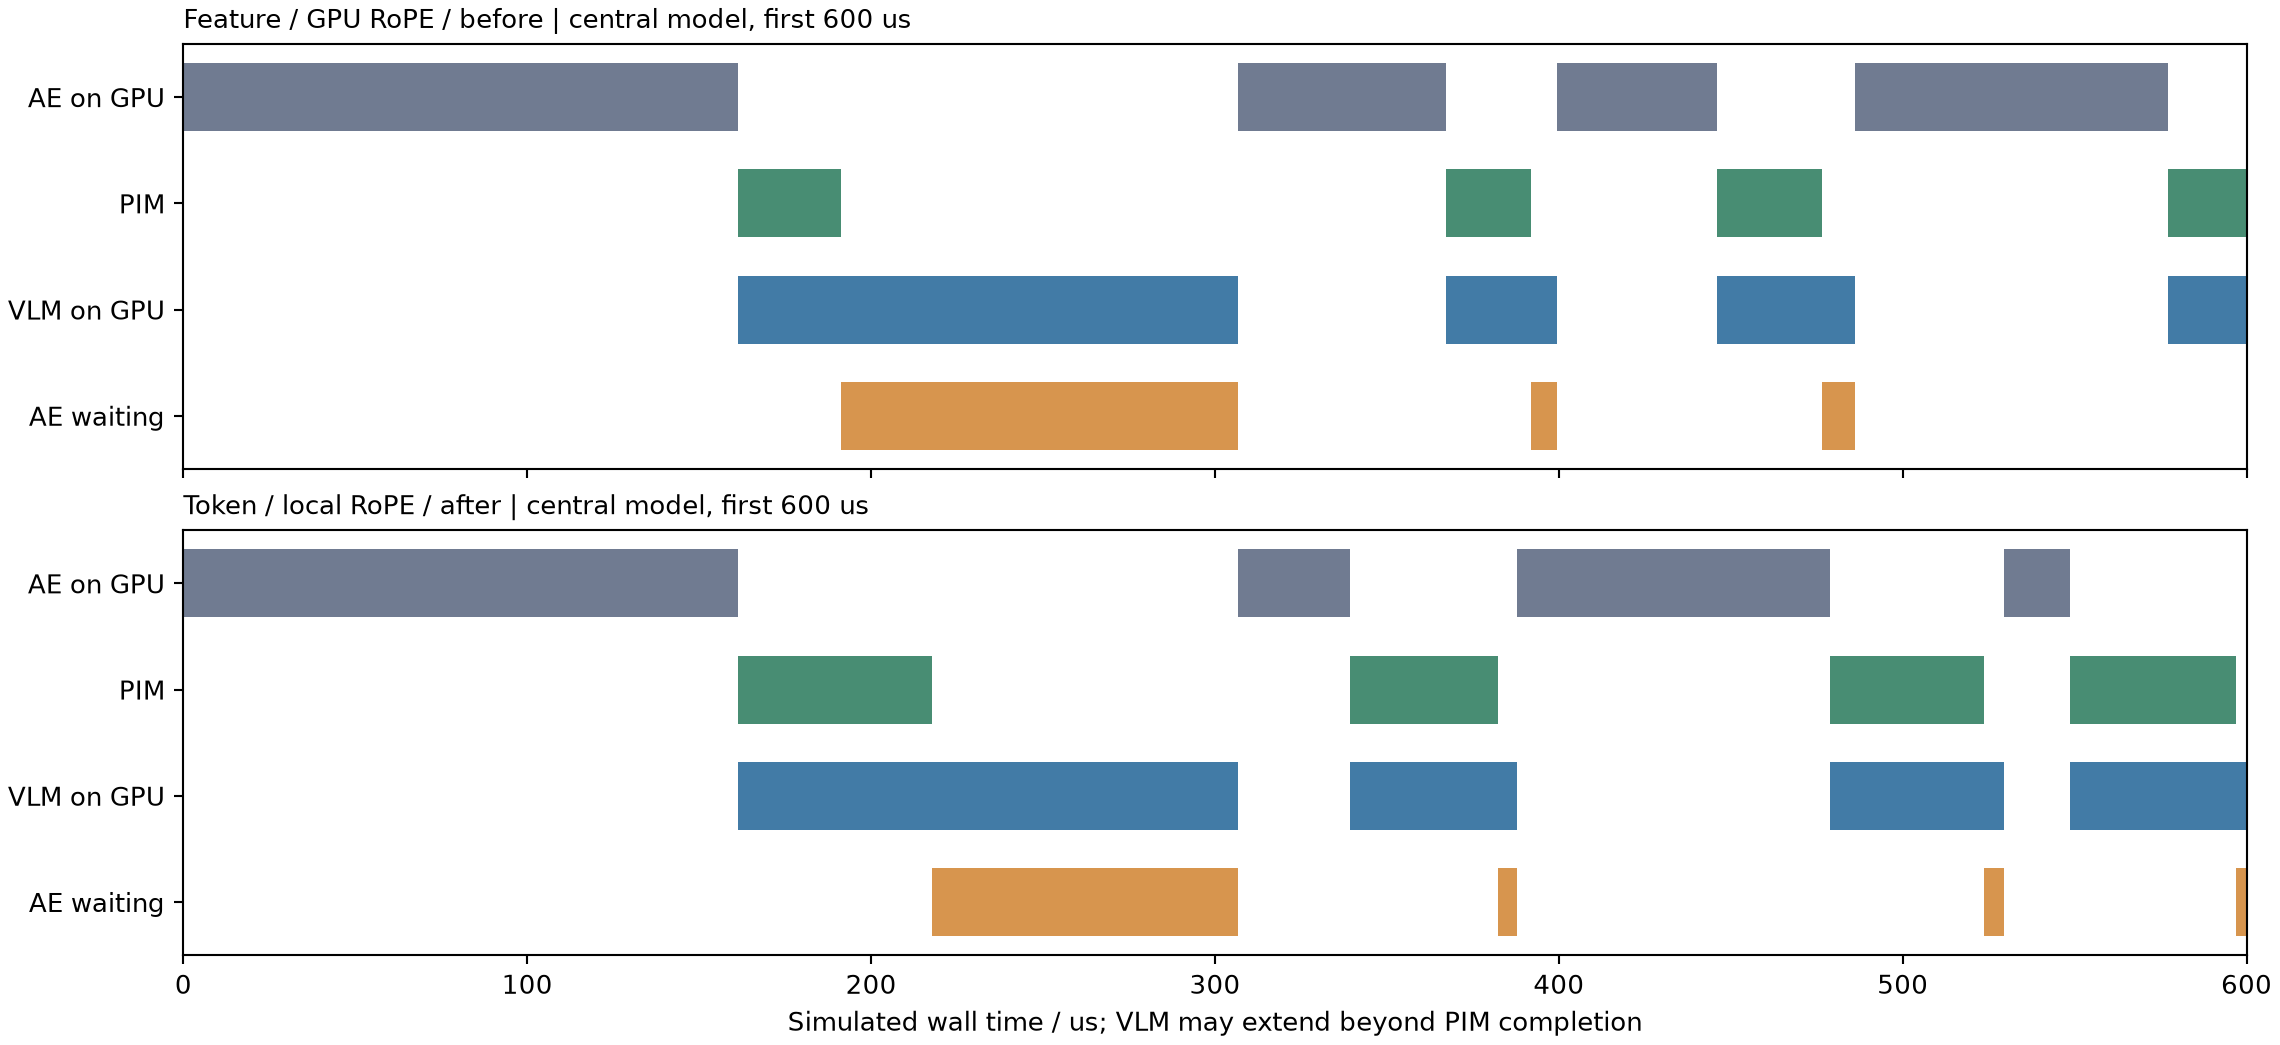 Feature / GPU RoPE / before | central model, first 600 us
AE on GPU
PIM
VLM on GPU
AE waiting
Token / local RoPE / after | central model, first 600 us
AE on GPU
PIM
VLM on GPU
AE waiting
0 100 200 300 400 500 600
Simulated wall time / us; VLM may extend beyond PIM completion